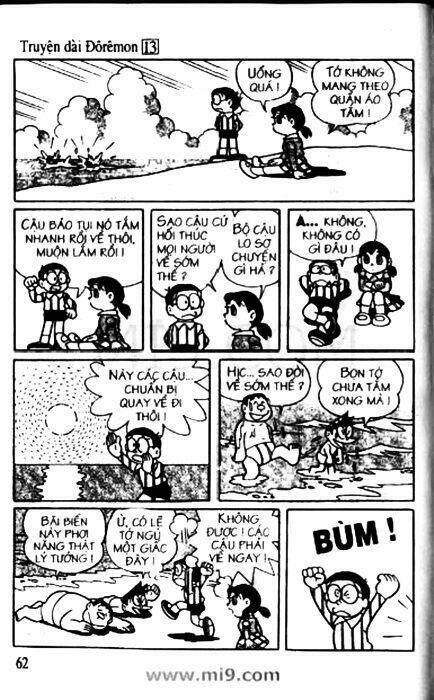 Truyện dài Đôrêmon 13
UỔNG
QUÁ !
TỚ KHÔNG
MANG THEO
QUẦN ÁO
TẮM !
CẬU BẢO TỤI NÓ TẮM
NHANH RỒI VỀ THÔI,
MUỘN LẮM RỒI !
SAO CẬU CỨ
HỐI THÚC
MỌI NGƯỜI
VỀ SỚM
THẾ ?
BỘ CẬU
LO SỢ
CHUYỆN
GÌ HẢ ?
A... KHÔNG,
KHÔNG CÓ
GÌ ĐÂU !
NÀY CÁC CẬU...
CHUẨN BỊ
QUAY VỀ ĐI
THÔI !
HỊC... SAO ĐÒI
VỀ SỚM THẾ ?
BỌN TỚ
CHƯA TẮM
XONG MÀ !
BÃI BIỂN
NÀY PHƠI
NẮNG THẬT
LÝ TƯỞNG !
Ừ, CÓ LẼ
TỚ NGỦ
MỘT GIẤC
ĐÂY !
KHÔNG
ĐƯỢC ! CÁC
CẬU PHẢI
VỀ NGAY !
BÙM !
62
www.mi9.com